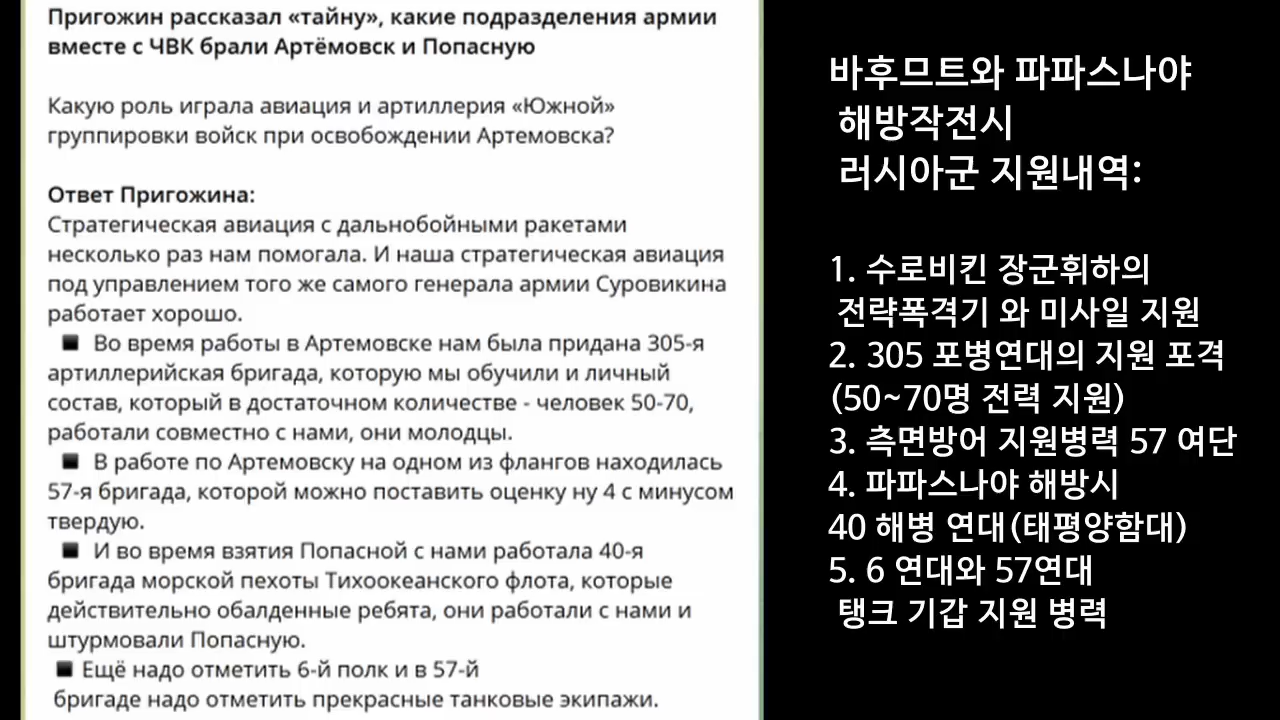 Пригожин рассказал «тайну», какие подразделения армии
вместе с ЧВК брали Артёмовск и Попасную
Какую роль играла авиация и артиллерия «Южной»
группировки войск при освобождении Артемовска?
Ответ Пригожина:
Стратегическая авиация с дальнобойными ракетами
несколько раз нам помогала. И наша стратегическая авиация
под управлением того же самого генерала армии Суровикина
работает хорошо.
◾ Во время работы в Артемовске нам была придана 305-я
артиллерийская бригада, которую мы обучили и личный
состав, который в достаточном количестве - человек 50-70,
работали совместно с нами, они молодцы.
◾ В работе по Артемовску на одном из флангов находилась
57-я бригада, которой можно поставить оценку ну 4 с минусом
твердую.
◾ И во время взятия Попасной с нами работала 40-я
бригада морской пехоты Тихоокеанского флота, которые
действительно обалденные ребята, они работали с нами и
штурмовали Попасную.
◾ Ещё надо отметить 6-й полк и в 57-й
бригаде надо отметить прекрасные танковые экипажи.
바후므트와 파파스나야
해방작전시
러시아군 지원내역:
1. 수로비킨 장군휘하의
전략폭격기 와 미사일 지원
2. 305 포병연대의 지원 포격
(50~70명 전력 지원)
3. 측면방어 지원병력 57 여단
4. 파파스나야 해방시
40 해병 연대(태평양함대)
5. 6 연대와 57연대
탱크 기갑 지원 병력